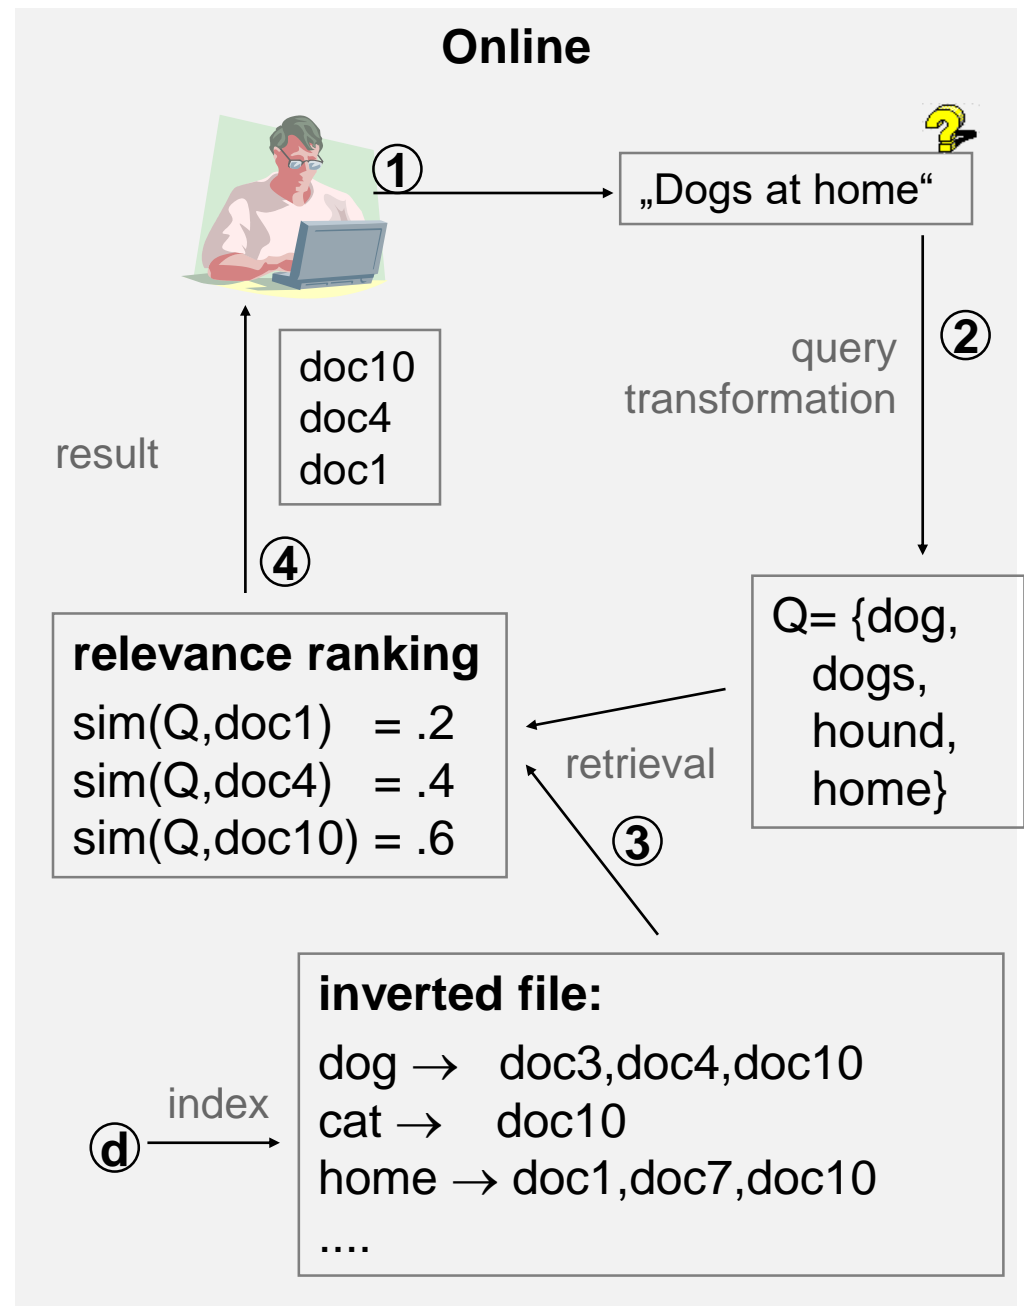 Online
①
„Dogs at home“
②
query
transformation
doc10
doc4
doc1
result
④
relevance ranking
sim(Q,doc1) = .2
sim(Q,doc4) = .4
sim(Q,doc10) = .6
Q= {dog,
dogs,
hound,
home}
retrieval
③
inverted file:
dog → doc3,doc4,doc10
cat → doc10
home → doc1,doc7,doc10
....
index
ⓓ